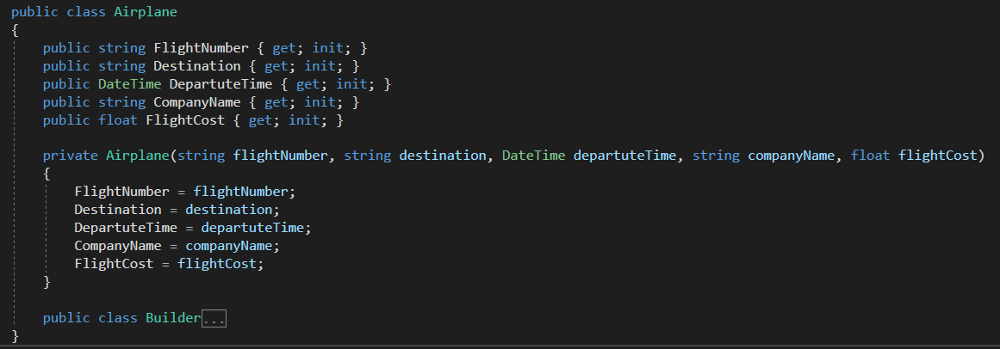 public class Airplane
{
public string FlightNumber { get; init; }
public string Destination { get; init; }
public DateTime DepartuteTime { get; init; }
public string CompanyName { get; init; }
public float FlightCost { get; init; }
private Airplane(string flightNumber, string destination, DateTime departuteTime, string companyName, float flightCost)
{
FlightNumber = flightNumber;
Destination = destination;
DepartuteTime = departuteTime;
CompanyName = companyName;
FlightCost = flightCost;
}
public class Builder...
}